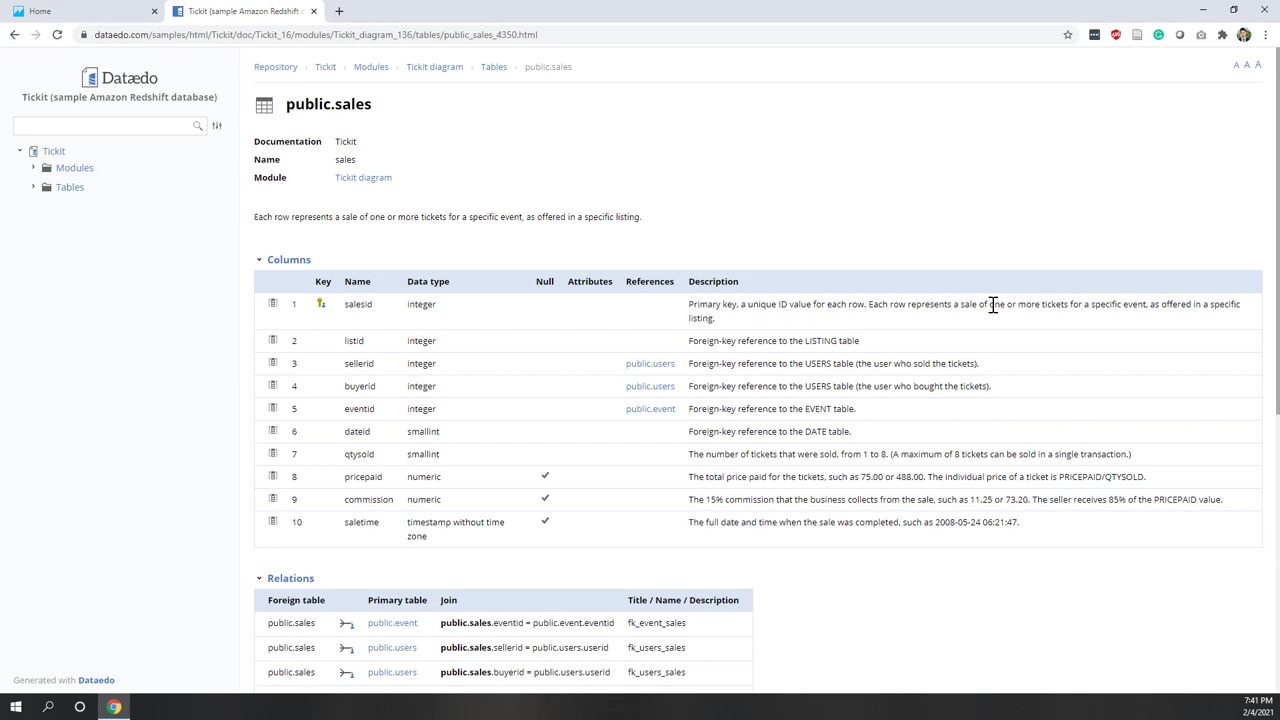 Home
Tickit (sample Amazon Redshift d
dataedo.com/samples/html/Tickit/doc/Tickit_16/modules/Tickit_diagram_136/tables/public_sales_4350.html
Dataedo
Tickit (sample Amazon Redshift database)
Tickit
Modules
Tables
Generated with Dataedo
Repository Tickit Modules Tickit diagram Tables public.sales
A A A
public.sales
Documentation Tickit
Name sales
Module Tickit diagram
Each row represents a sale of one or more tickets for a specific event, as offered in a specific listing.
Columns
Key Name Data type Null Attributes References Description
1 salesid integer Primary key, a unique ID value for each row. Each row represents a sale of one or more tickets for a specific event, as offered in a specific
listing.
2 listid integer Foreign-key reference to the LISTING table
3 sellerid integer public.users Foreign-key reference to the USERS table (the user who sold the tickets).
4 buyerid integer public.users Foreign-key reference to the USERS table (the user who bought the tickets).
5 eventid integer public.event Foreign-key reference to the EVENT table.
6 dateid smallint Foreign-key reference to the DATE table.
7 qtysold smallint The number of tickets that were sold, from 1 to 8. (A maximum of 8 tickets can be sold in a single transaction.)
8 pricepaid numeric The total price paid for the tickets, such as 75.00 or 488.00. The individual price of a ticket is PRICEPAID/QTYSOLD.
9 commission numeric The 15% commission that the business collects from the sale, such as 11.25 or 73.20. The seller receives 85% of the PRICEPAID value.
10 saletime timestamp without time The full date and time when the sale was completed, such as 2008-05-24 06:21:47.
zone
Relations
Foreign table Primary table Join Title / Name / Description
public.sales public.event public.sales.eventid = public.event.eventid fk_event_sales
public.sales public.users public.sales.sellerid = public.users.userid fk_users_sales
public.sales public.users public.sales.buyerid = public.users.userid fk_users_sales
7:41 PM
2/4/2021